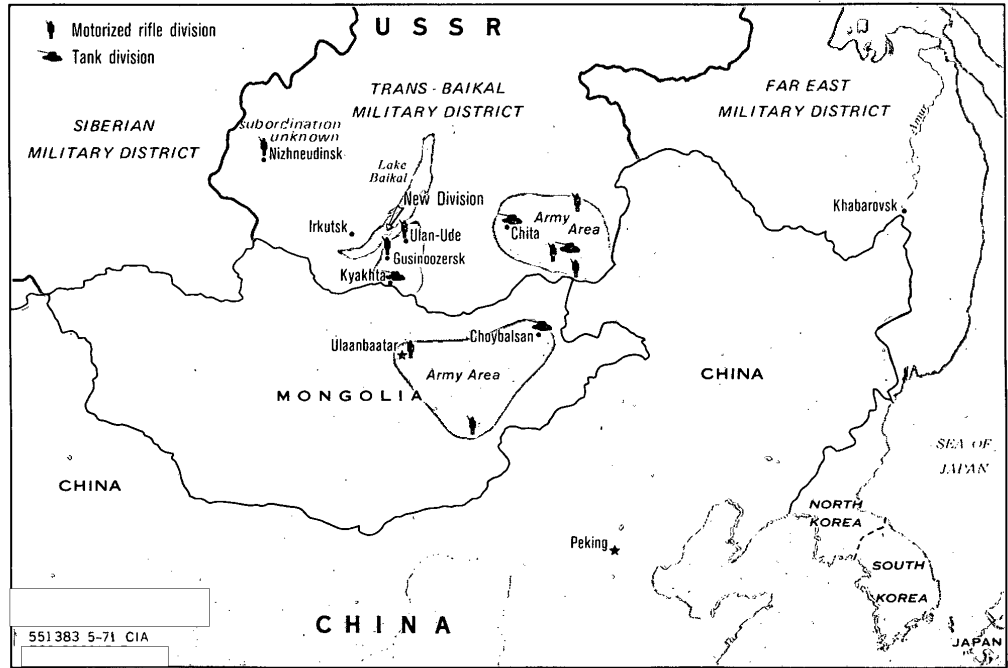 Motorized rifle division
Tank division
USSR
SIBERIAN
MILITARY DISTRICT
TRANS - BAIKAL
MILITARY DISTRICT
FAR EAST
MILITARY DISTRICT
subordination
unknown
Nizhneudinsk
Lake
Baikal
New Division
Amur
Irkutsk
Ulan-Ude
Gusinoozersk
Kyakhta
Army
Area
Chita
Khabarovsk
Ulaanbaatar
Choybalsan
Army Area
MONGOLIA
CHINA
CHINA
SEA OF
JAPAN
NORTH
KOREA
Peking
SOUTH
KOREA
CHINA
JAPAN
551383 5-71 CIA